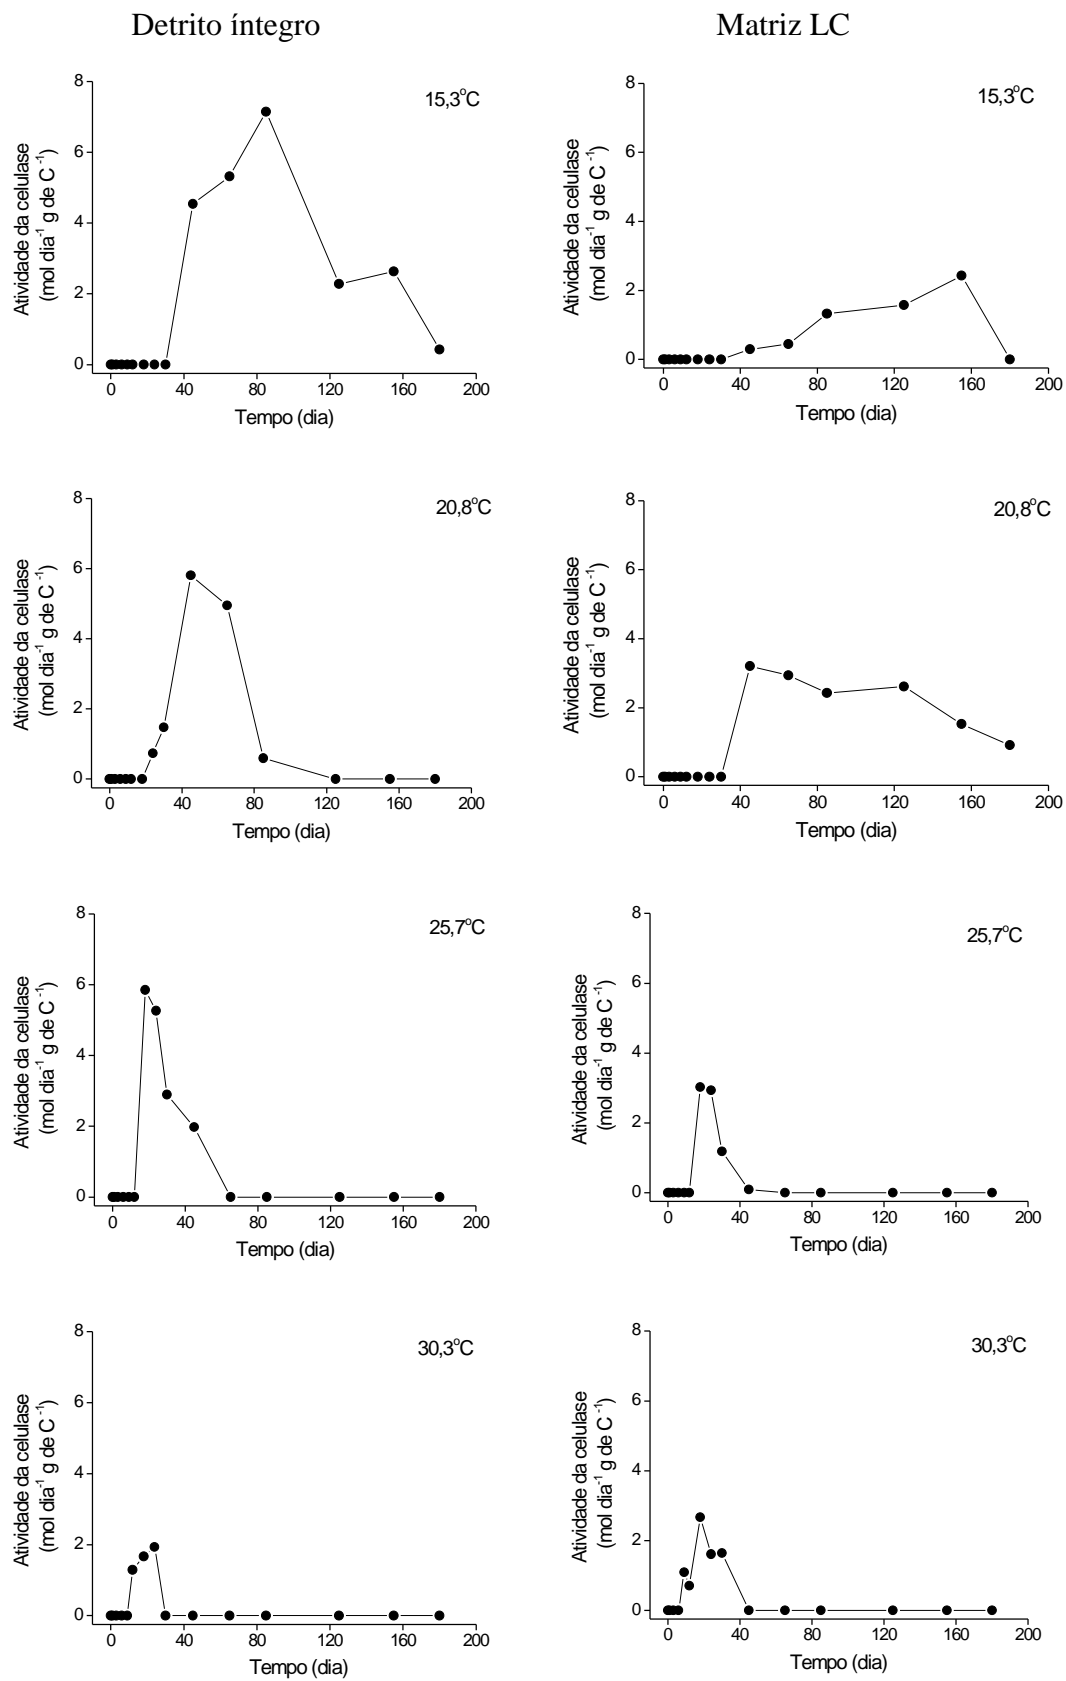 Detrito íntegro
Matriz LC
15,3°C
Atividade da celulase
(mol dia⁻¹ g de C⁻¹)
8
6
4
2
0
0 40 80 120 160 200
Tempo (dia)
15,3°C
Atividade da celulase
(mol dia⁻¹ g de C⁻¹)
8
6
4
2
0
0 40 80 120 160 200
Tempo (dia)
20,8°C
Atividade da celulase
(mol dia⁻¹ g de C⁻¹)
8
6
4
2
0
0 40 80 120 160 200
Tempo (dia)
20,8°C
Atividade da celulase
(mol dia⁻¹ g de C⁻¹)
8
6
4
2
0
0 40 80 120 160 200
Tempo (dia)
25,7°C
Atividade da celulase
(mol dia⁻¹ g de C⁻¹)
8
6
4
2
0
0 40 80 120 160 200
Tempo (dia)
25,7°C
Atividade da celulase
(mol dia⁻¹ g de C⁻¹)
8
6
4
2
0
0 40 80 120 160 200
Tempo (dia)
30,3°C
Atividade da celulase
(mol dia⁻¹ g de C⁻¹)
8
6
4
2
0
0 40 80 120 160 200
Tempo (dia)
30,3°C
Atividade da celulase
(mol dia⁻¹ g de C⁻¹)
8
6
4
2
0
0 40 80 120 160 200
Tempo (dia)